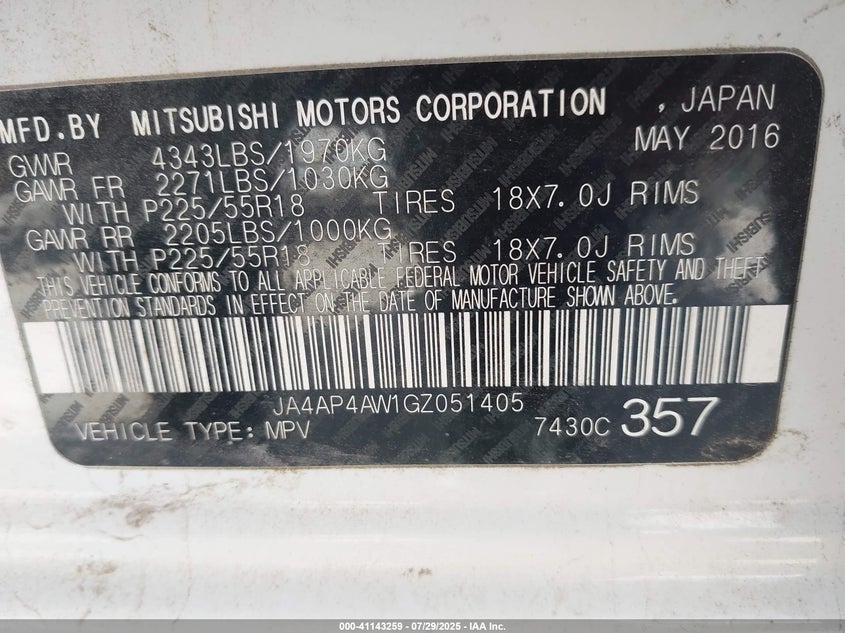 MFD.BY MITSUBISHI MOTORS CORPORATION , JAPAN
GVWR 4343LBS/1970KG MAY 2016
GAWR FR 2271LBS/1030KG
WITH P225/55R18 TIRES 18X7.0J RIMS
GAWR RR 2205LBS/1000KG
WITH P225/55R18 TIRES 18X7.0J RIMS
THIS VEHICLE CONFORMS TO ALL APPLICABLE FEDERAL MOTOR VEHICLE SAFETY AND THEFT
PREVENTION STANDARDS IN EFFECT ON THE DATE OF MANUFACTURE SHOWN ABOVE.
JA4AP4AW1GZ051405
VEHICLE TYPE: MPV 7430C 357
000-41143259 | 07/29/2025 - IAA Inc.